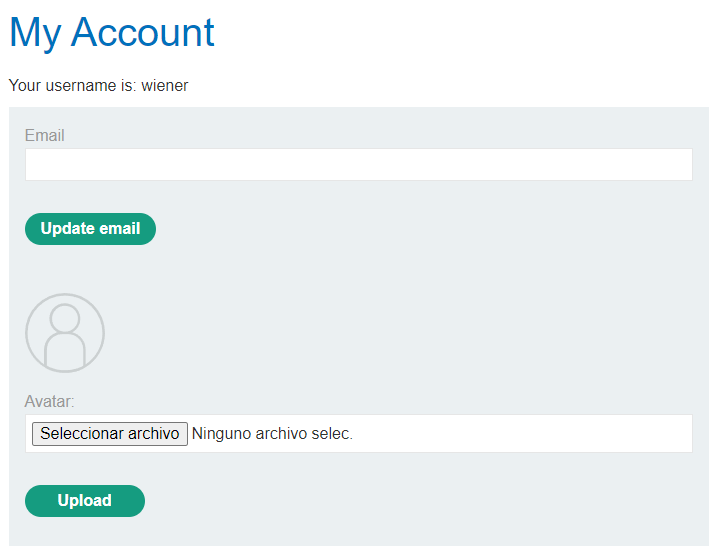 My Account
Your username is: wiener
Email
Update email
Avatar:
Seleccionar archivo Ninguno archivo selec.
Upload